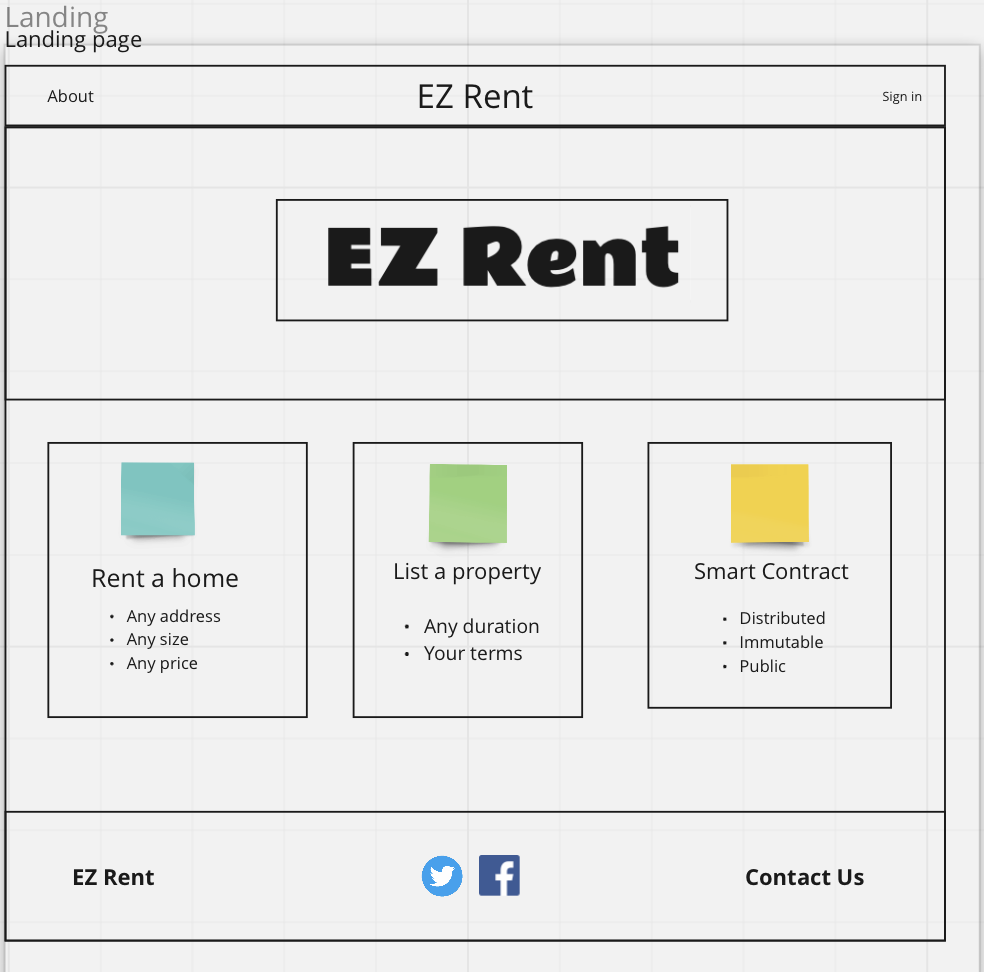 Landing
Landing page
About
EZ Rent
Sign in
EZ Rent
Rent a home
• Any address
• Any size
• Any price
List a property
• Any duration
• Your terms
Smart Contract
• Distributed
• Immutable
• Public
EZ Rent
Contact Us